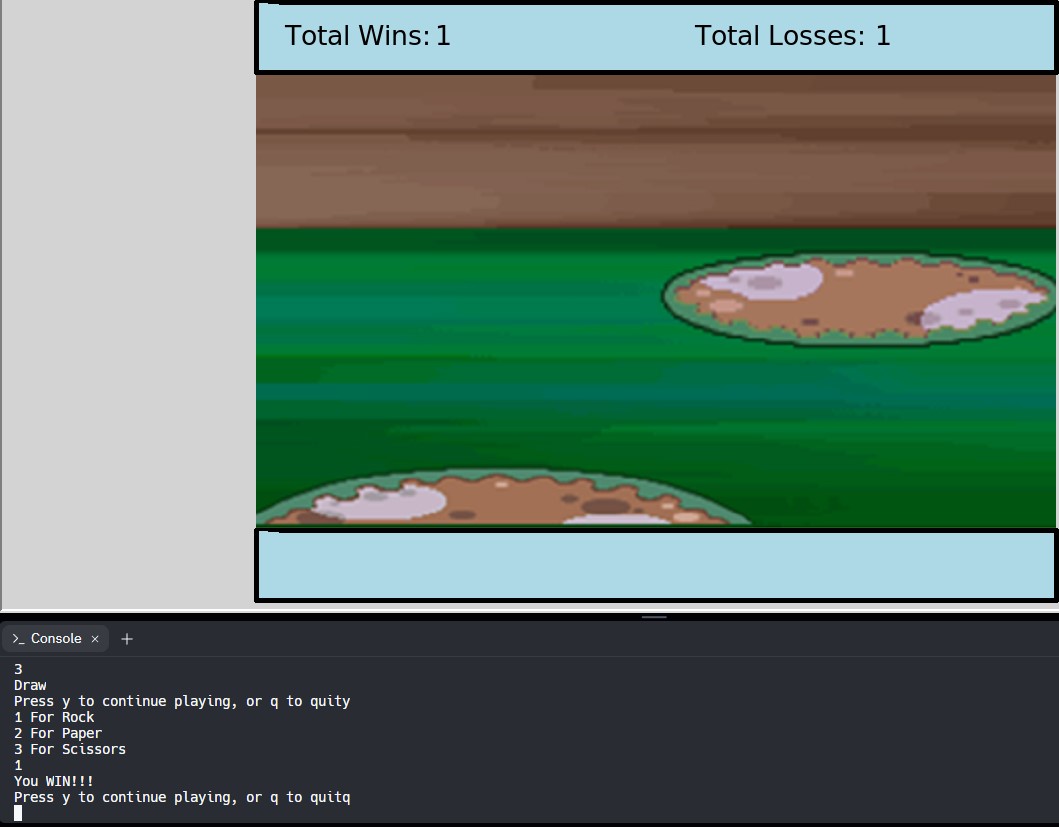 Total Wins: 1 Total Losses: 1
>_ Console × +
3
Draw
Press y to continue playing, or q to quity
1 For Rock
2 For Paper
3 For Scissors
1
You WIN!!!
Press y to continue playing, or q to quitq